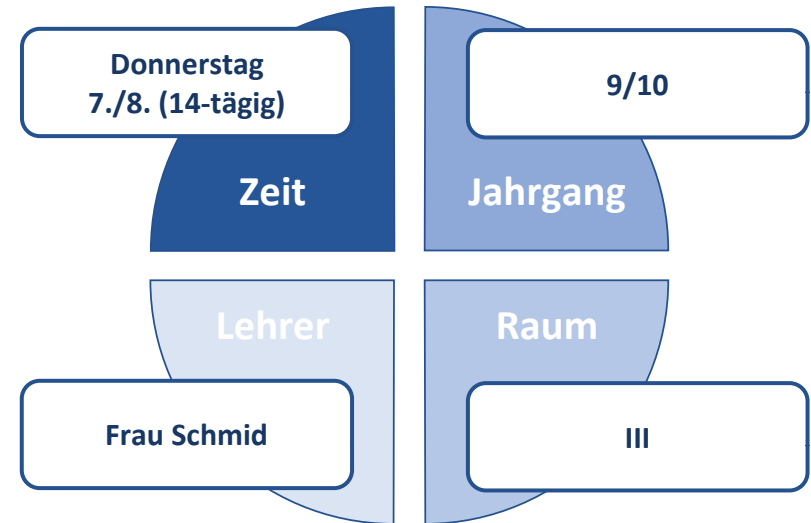 Donnerstag
7./8. (14-tägig)
Zeit
9/10
Jahrgang
Lehrer
Frau Schmid
Raum
III